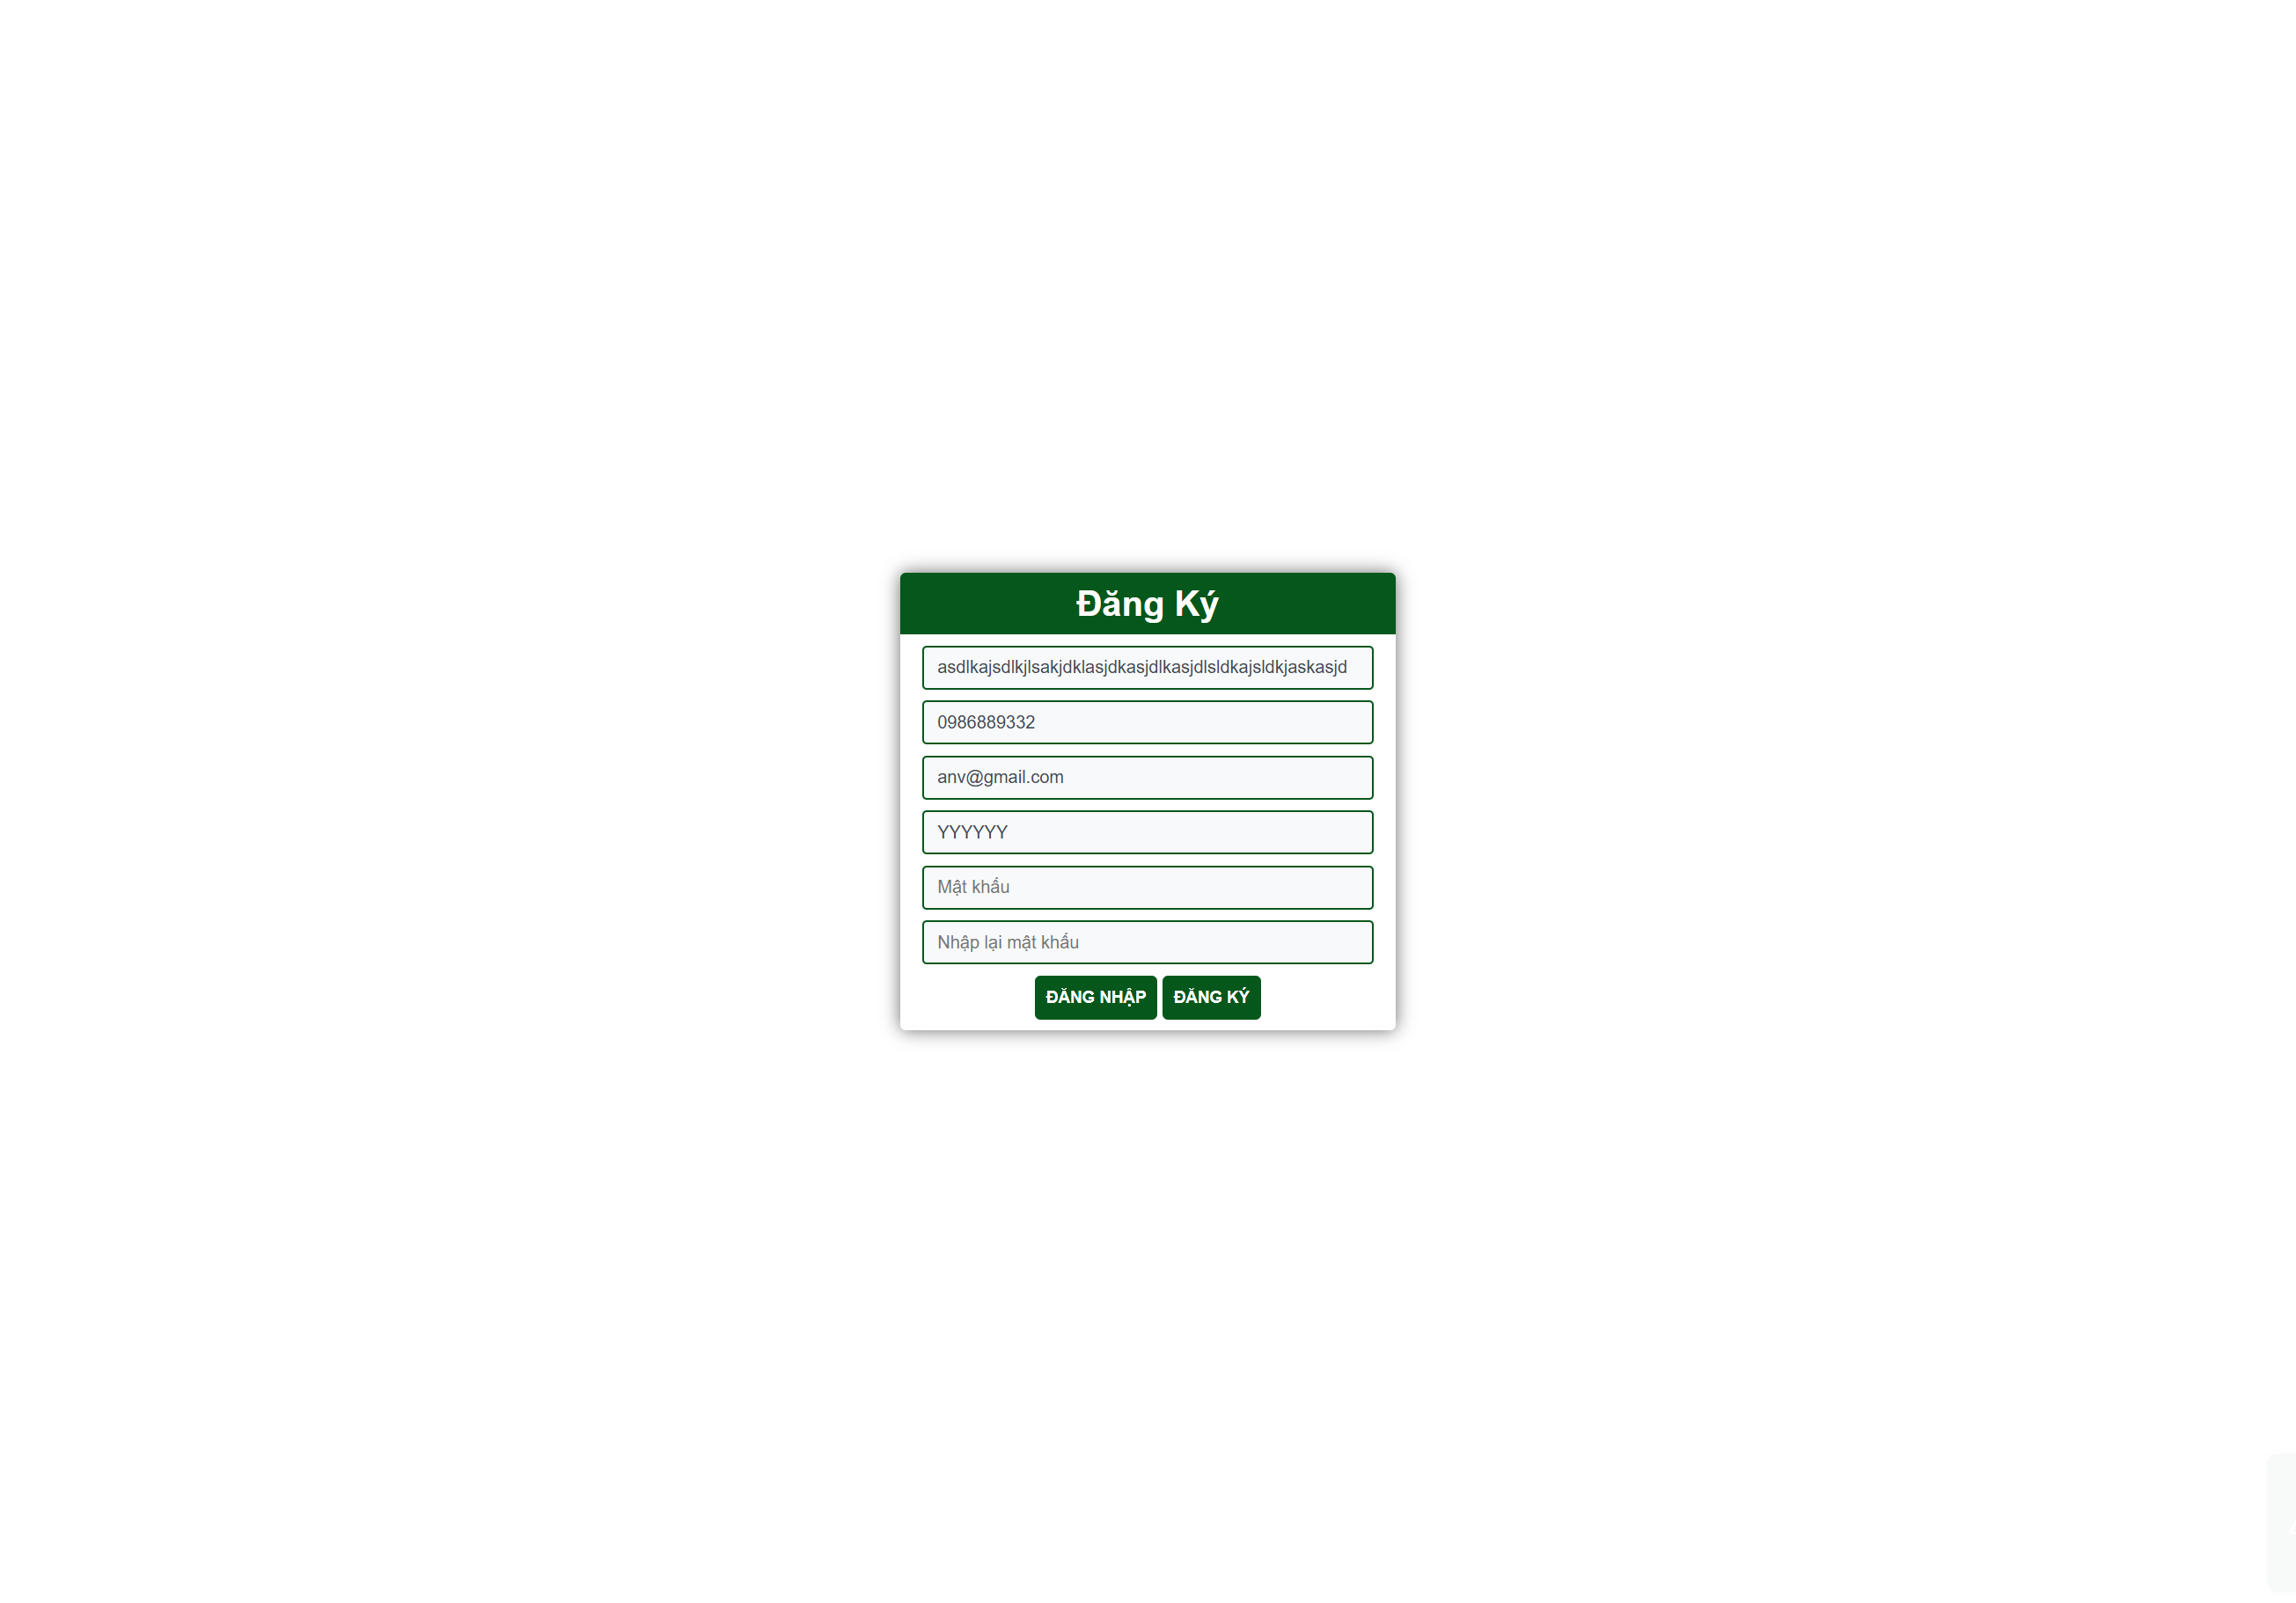 Đăng Ký
asdlkajsdlkjlsakjdklasjdkasjdlkasjdlsldkajsldkjaskasjd
0986889332
anv@gmail.com
YYYYYY
Mật khẩu
Nhập lại mật khẩu
ĐĂNG NHẬP ĐĂNG KÝ